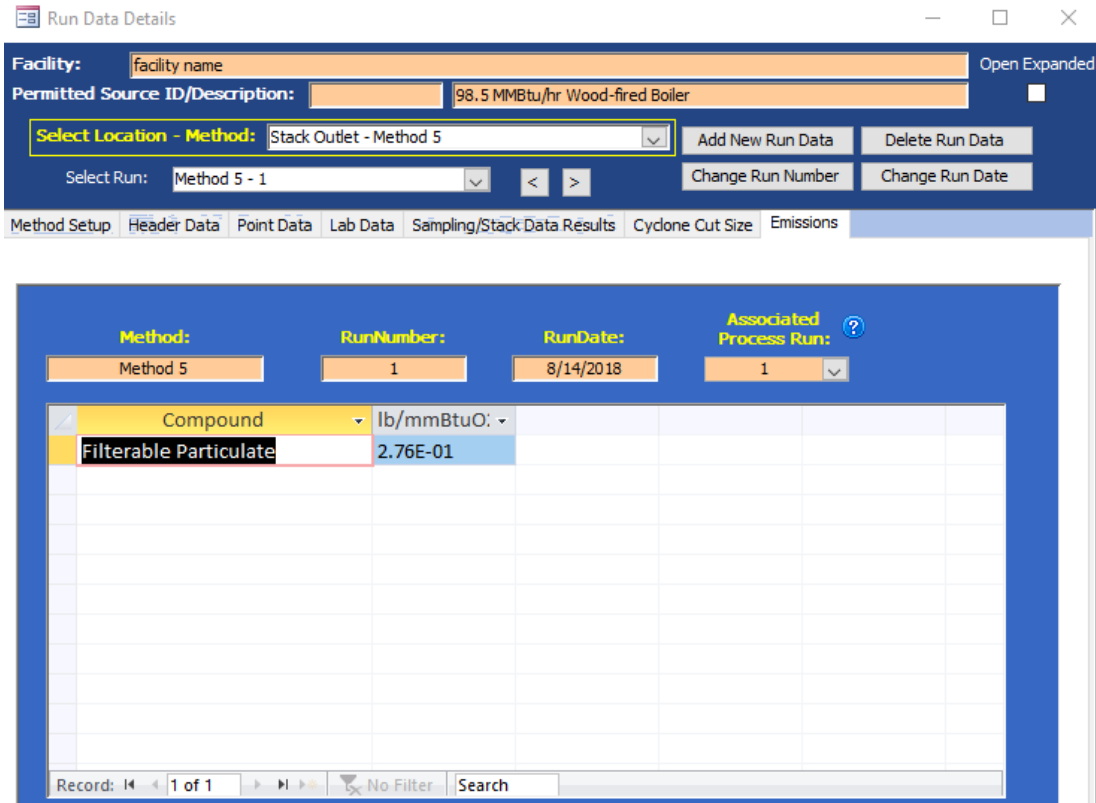 Run Data Details
Facility: facility name Open Expanded
Permitted Source ID/Description: 98.5 MMBtu/hr Wood-fired Boiler
Select Location - Method: Stack Outlet - Method 5 Add New Run Data Delete Run Data
Select Run: Method 5 - 1 < > Change Run Number Change Run Date
Method Setup Header Data Point Data Lab Data Sampling/Stack Data Results Cyclone Cut Size Emissions
Method: RunNumber: RunDate: Associated Process Run: ?
Method 5 1 8/14/2018 1
Compound lb/mmBtuO
Filterable Particulate 2.76E-01
Record: 1 of 1 No Filter Search